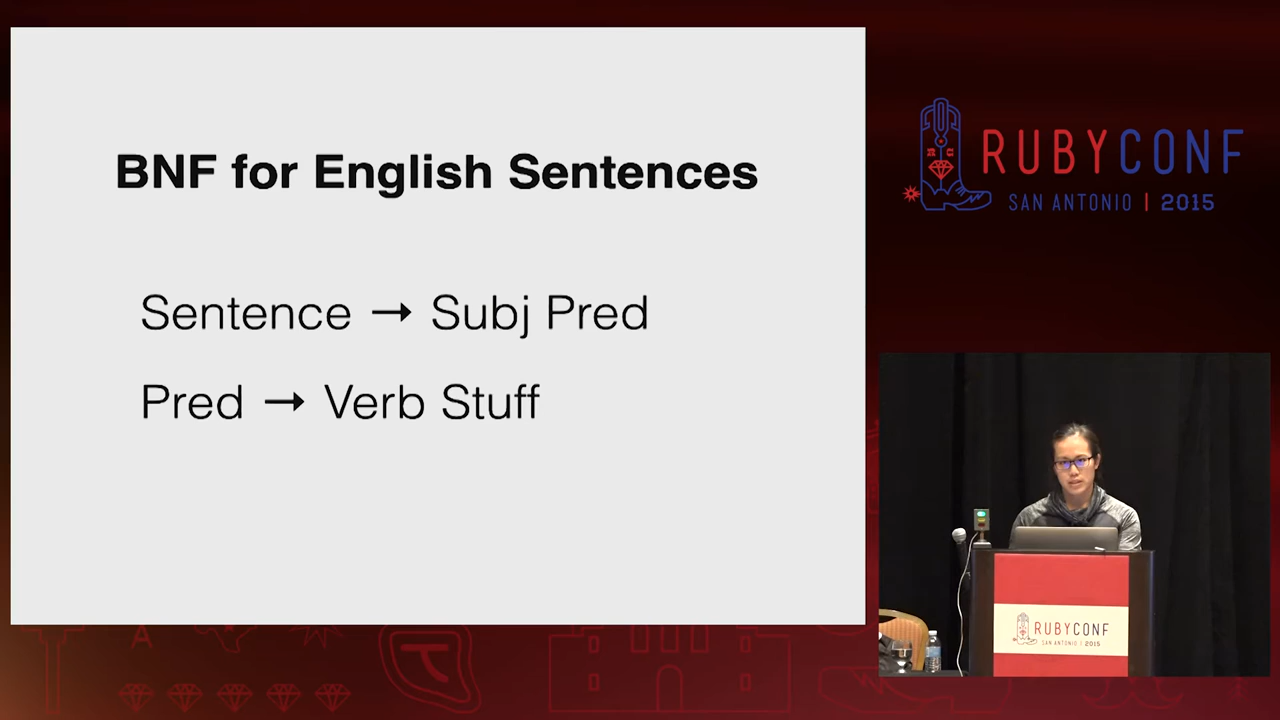 BNF for English Sentences
Sentence → Subj Pred
Pred → Verb Stuff
RUBYCONF
SAN ANTONIO | 2015
RUBYCONF
SAN ANTONIO | 2015
A